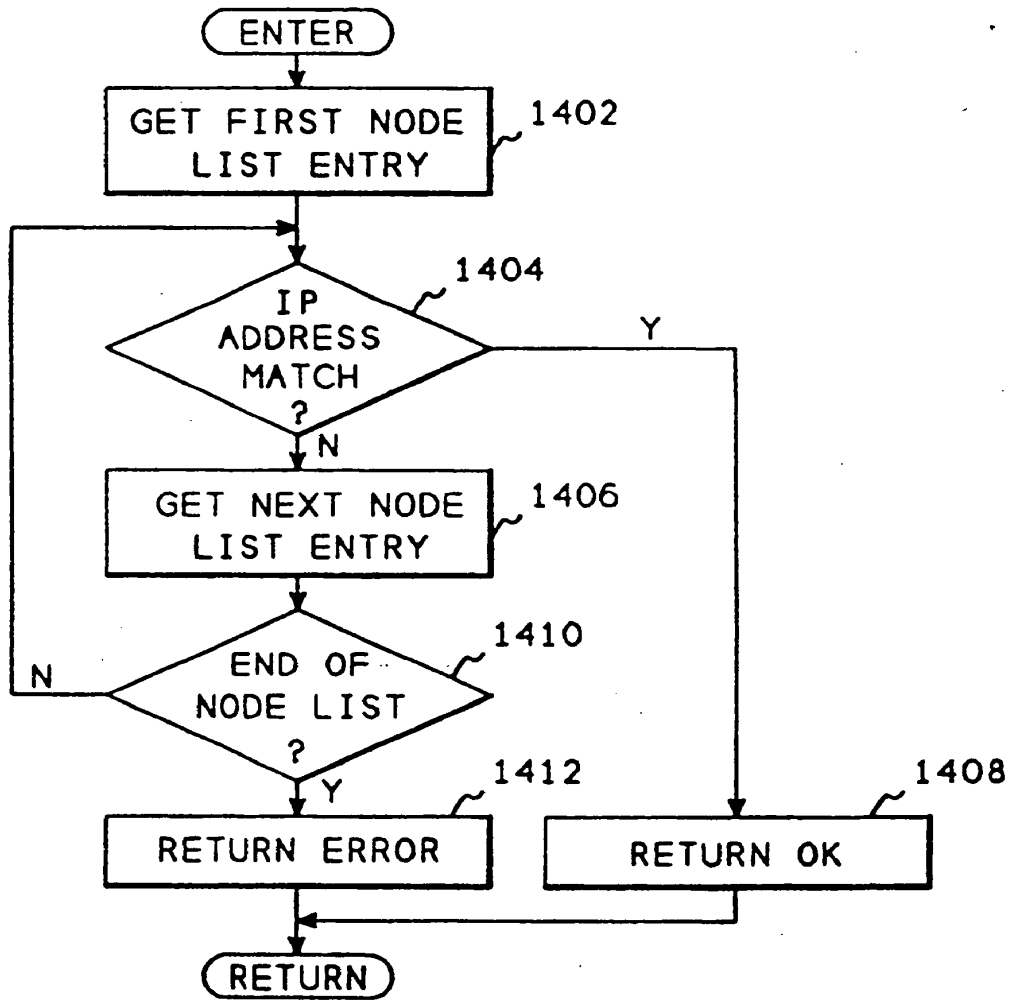 ENTER
GET FIRST NODE
LIST ENTRY
1402
1404
IP
ADDRESS
MATCH
?
Y
N
GET NEXT NODE
LIST ENTRY
1406
1410
END OF
NODE LIST
?
N
Y
1412
RETURN ERROR
1408
RETURN OK
RETURN